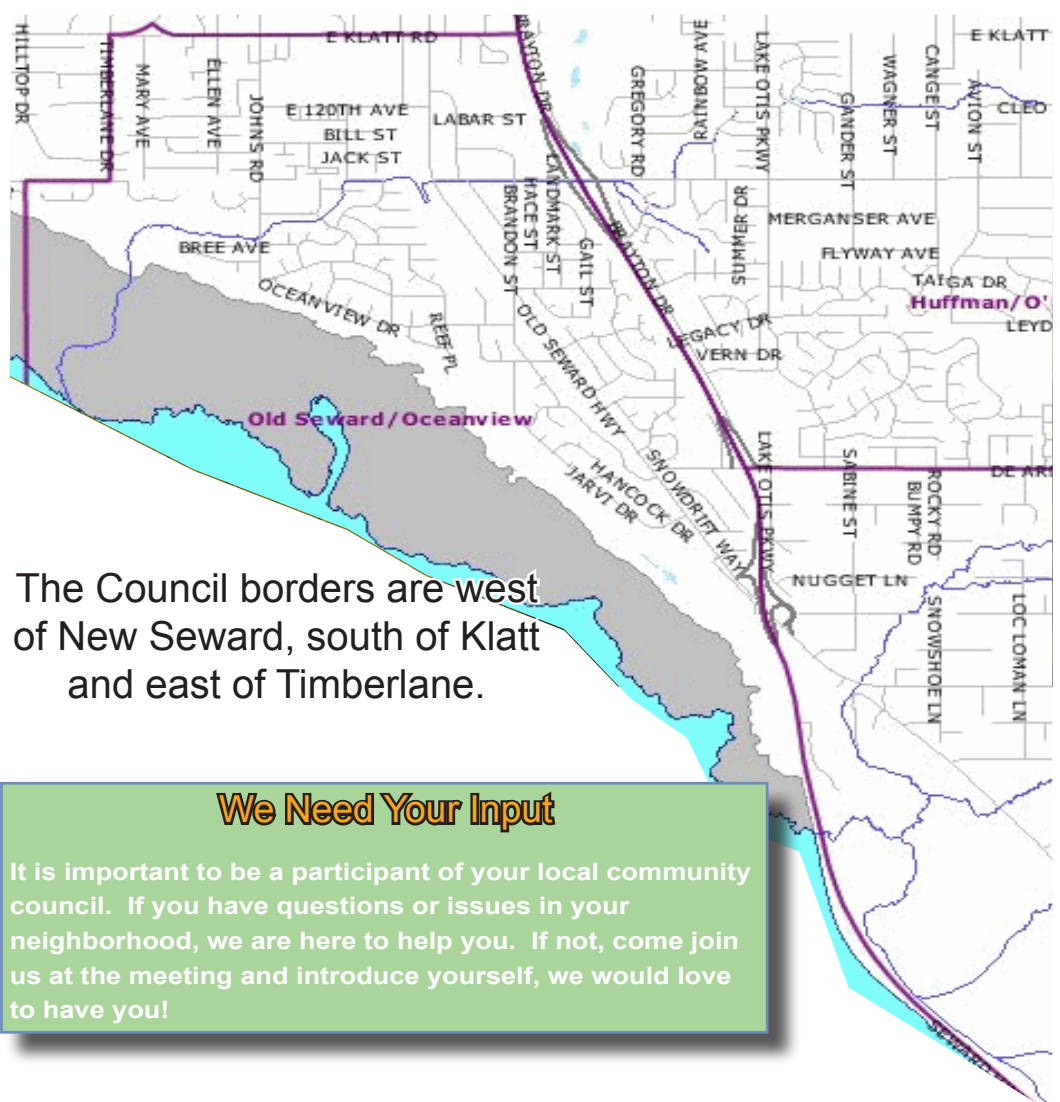 HILLTOP DR
TIMBERLANE DR
MARY AVE
ELLEN AVE
JOHNS RD
E KLATT RD
E 120TH AVE
BILL ST
JACK ST
LABAR ST
BRAYTON DR
GREGORY RD
RAINBOW AVE
LAKE OTIS PKWY
GANDER ST
WAGNER ST
CANGE ST
AVION ST
E KLATT
CLEO
BREE AVE
OCEANVIEW DR
REEF PL
BRANDON ST
HACE ST
LANDMARK ST
GAIL ST
BRAYTON DR
SUMMER DR
MERGANSER AVE
FLYWAY AVE
TAIGA DR
Huffman/O'
LEYD
LEGACY DR
VERN DR
OLD SEWARD HWY
Old Seward/Oceanview
SNOWDRIFT WAY
HANCOCK DR
JARVI DR
LAKE OTIS PKWY
SABINE ST
ROCKY RD
BUMPY RD
DE AR
NUGGET LN
SNOWSHOE LN
LOC LOMAN LN
SEWARD
The Council borders are west
of New Seward, south of Klatt
and east of Timberlane.
We Need Your Input
It is important to be a participant of your local community
council. If you have questions or issues in your
neighborhood, we are here to help you. If not, come join
us at the meeting and introduce yourself, we would love
to have you!